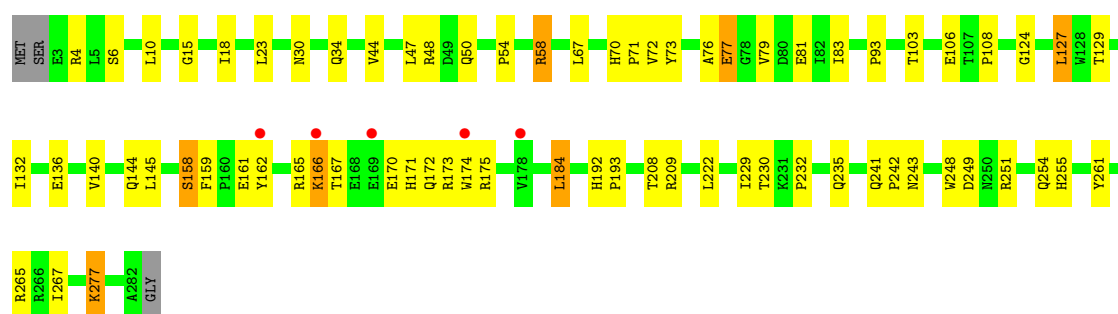 MET SER E3 R4 L5 S6 L10 G15 I18 L23 N30 Q34 V44 L47 R48 D49 Q50 P54 R58 L67 H70 P71 V72 Y73 A76 E77 G78 V79 D80 E81 I82 I83 P93 T103 E106 T107 P108 G124 L127 W128 T129
I132 E136 V140 Q144 L145 S158 F159 P160 E161 Y162 R165 K166 T167 E168 E169 E170 H171 Q172 R173 W174 R175 V178 L184 H192 P193 T208 R209 L222 I229 T230 K231 P232 Q235 Q241 P242 N243 W248 D249 N250 R251 Q254 H255 Y261
R265 R266 I267 K277 A282 GLY